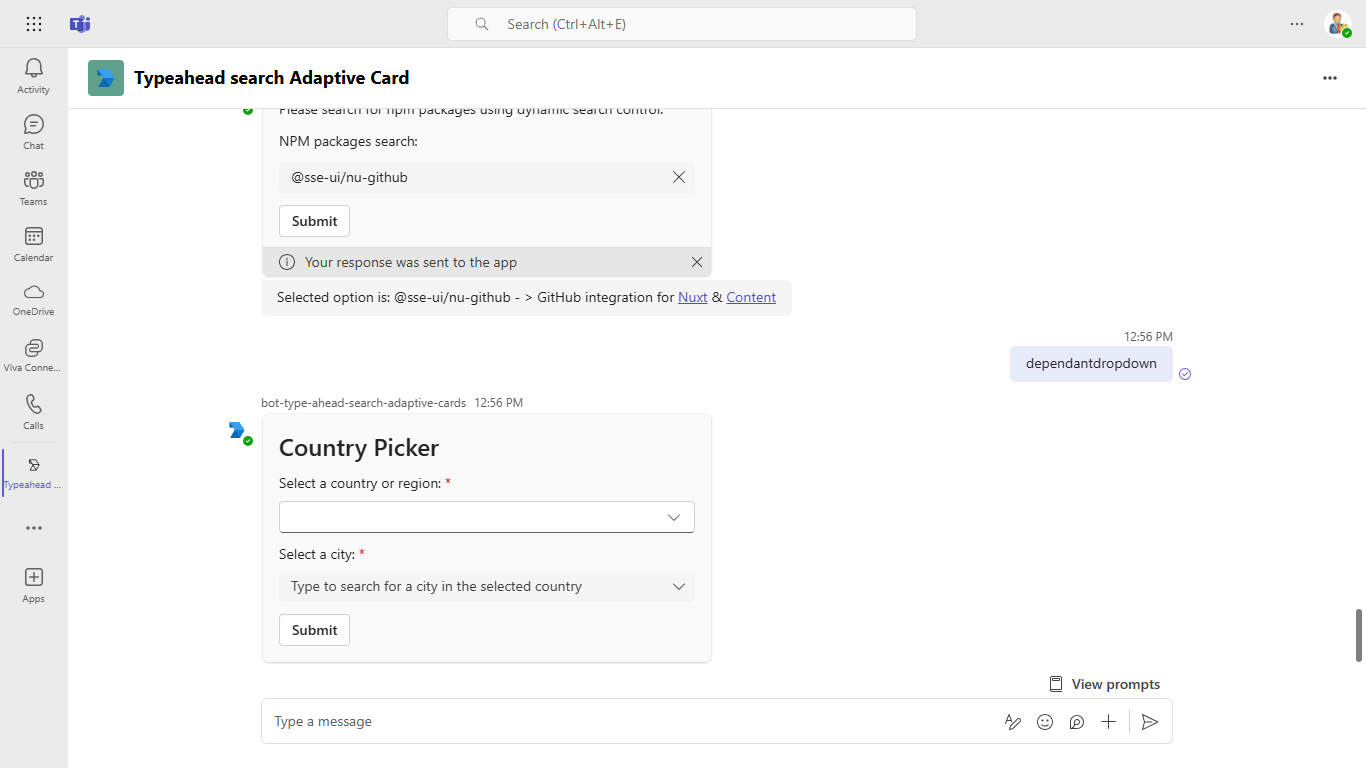 Search (Ctrl+Alt+E)
Activity
Chat
Teams
Calendar
OneDrive
Viva Conne...
Calls
Typeahead ...
Apps
Typeahead search Adaptive Card
Please search for npm packages using dynamic search control.
NPM packages search:
@sse-ui/nu-github
Submit
Your response was sent to the app
Selected option is: @sse-ui/nu-github - > GitHub integration for Nuxt & Content
12:56 PM
dependantdropdown
bot-type-ahead-search-adaptive-cards 12:56 PM
Country Picker
Select a country or region: *
Select a city: *
Type to search for a city in the selected country
Submit
View prompts
Type a message